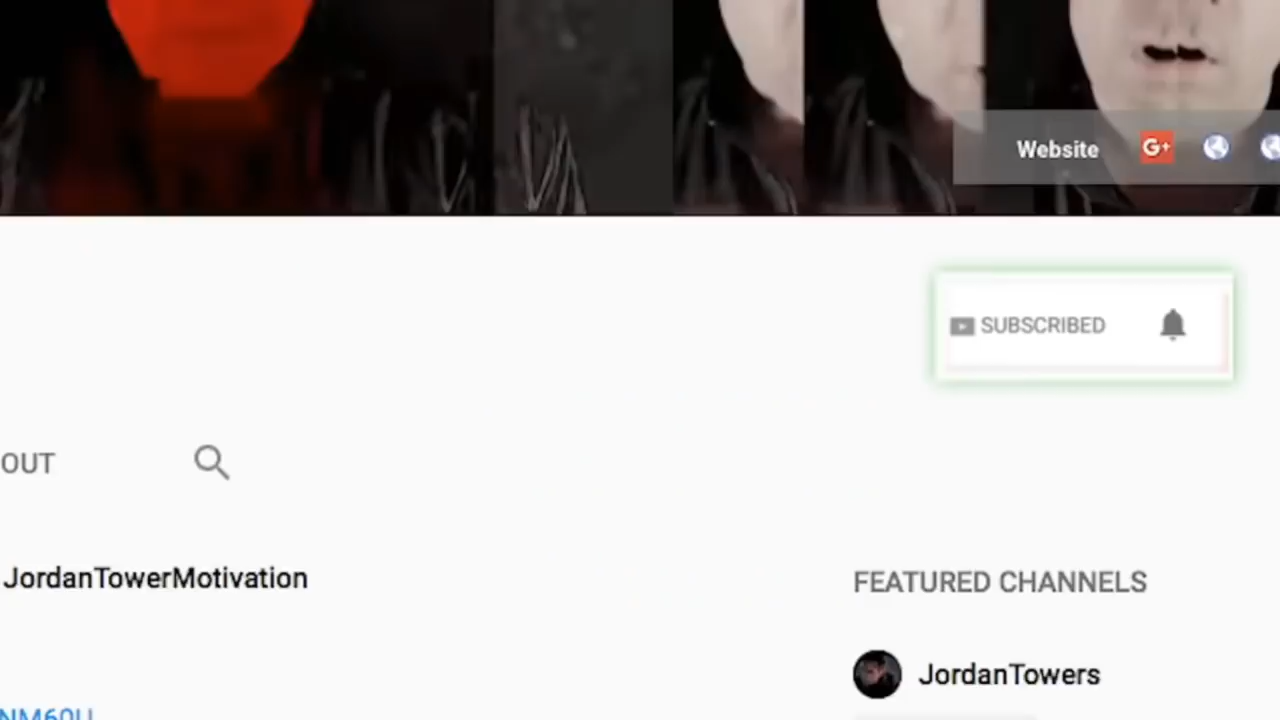 Website G+
SUBSCRIBED
OUT
JordanTowerMotivation
FEATURED CHANNELS
JordanTowers